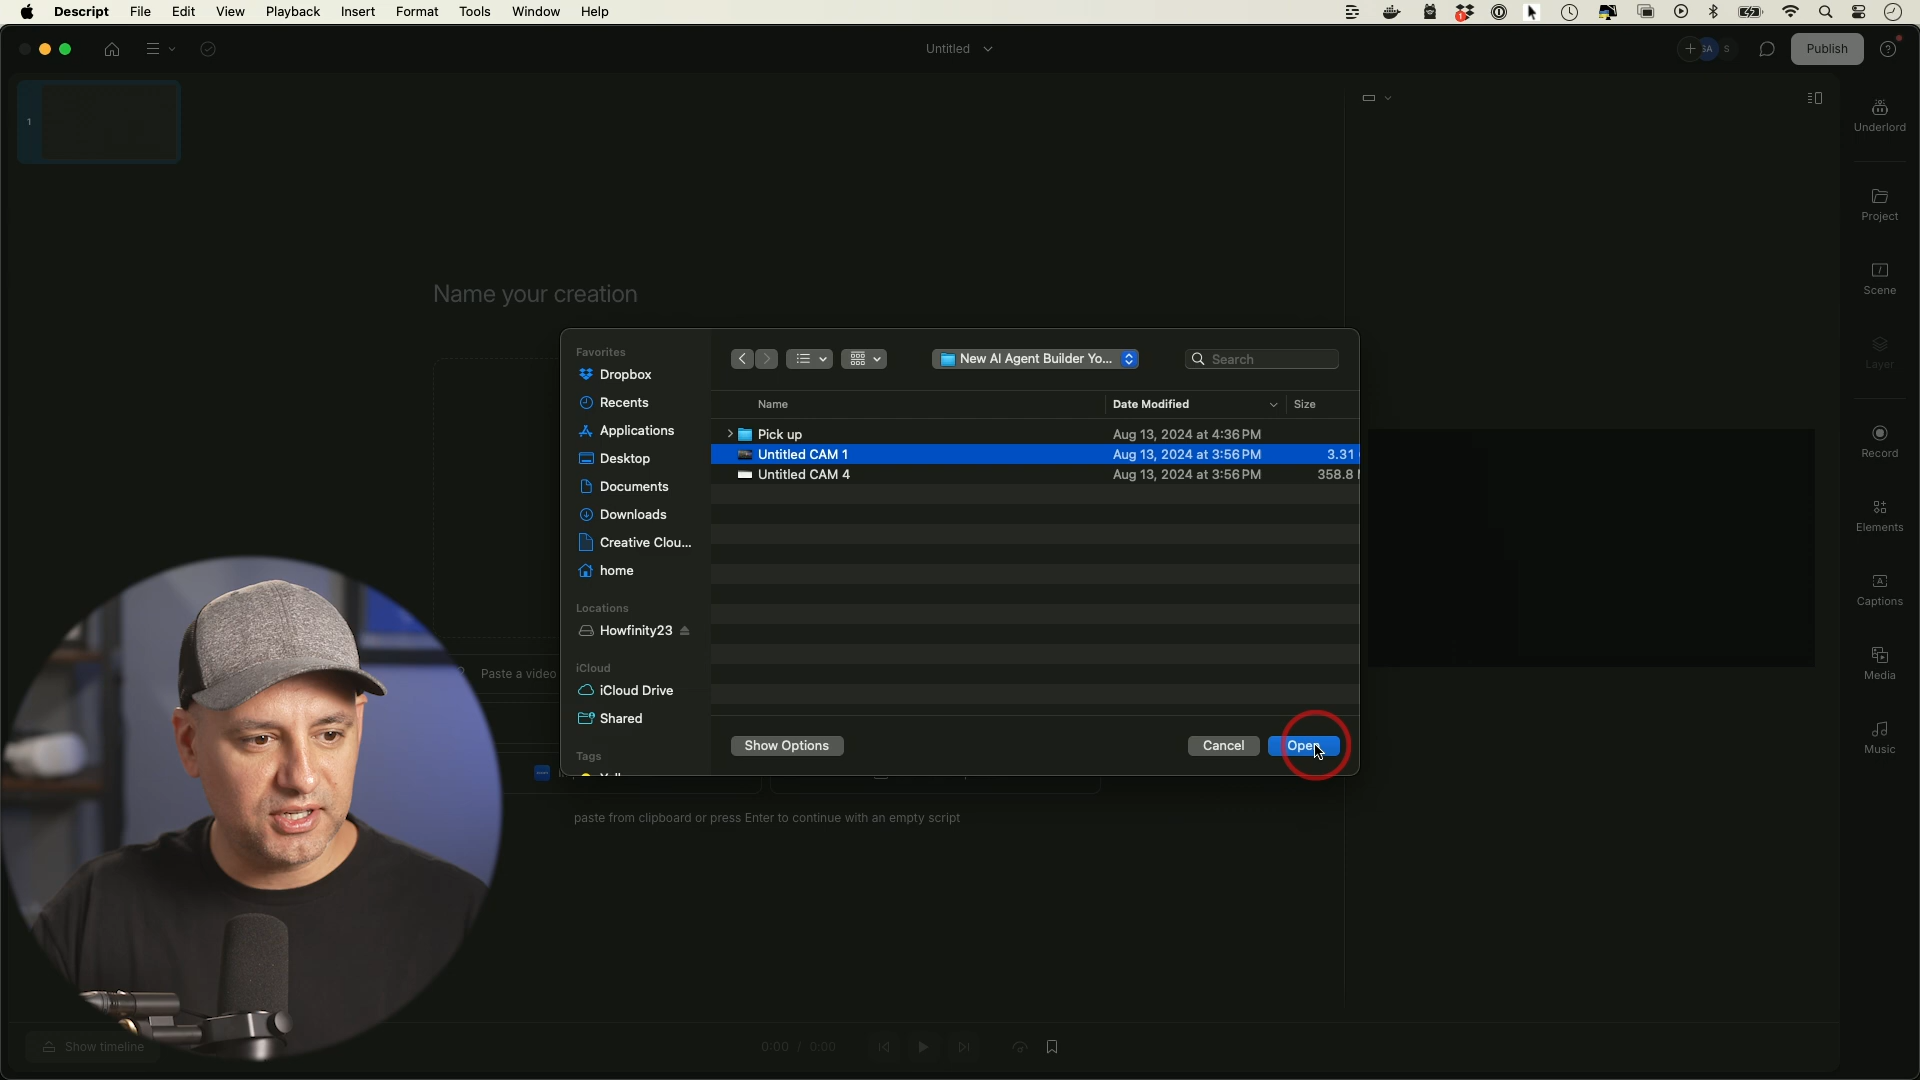 Descript File Edit View Playback Insert Format Tools Window Help
Untitled
SA S Publish
1
Underlord
Project
Scene
Layer
Record
Elements
Captions
Media
Music
Name your creation
Favorites
Dropbox
Recents
Applications
Desktop
Documents
Downloads
Creative Clou...
home
Locations
Howfinity23
iCloud
iCloud Drive
Shared
Tags
New AI Agent Builder Yo... Search
Name Date Modified Size
Pick up Aug 13, 2024 at 4:36 PM
Untitled CAM 1 Aug 13, 2024 at 3:56 PM 3.31
Untitled CAM 4 Aug 13, 2024 at 3:56 PM 358.8
Show Options Cancel Open
Paste a video
paste from clipboard or press Enter to continue with an empty script
Show timeline 0:00 / 0:00